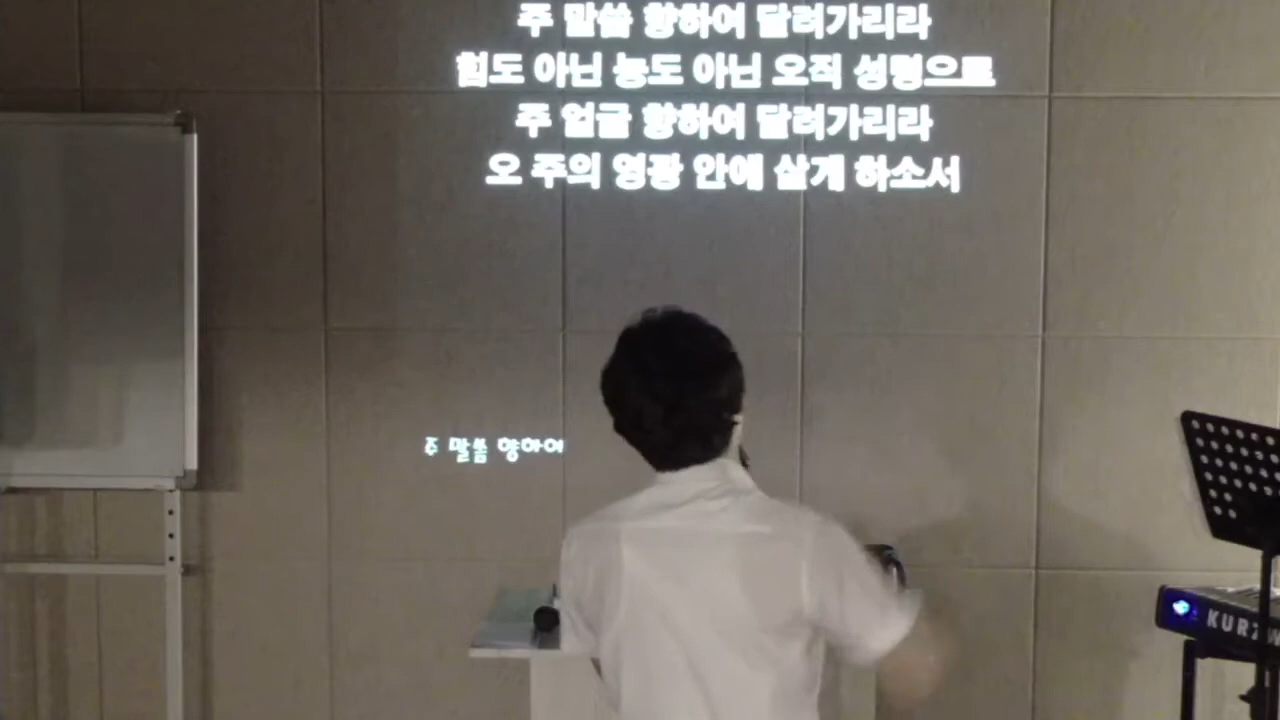 주 말씀 향하여 달려가리라
힘도 아닌 능도 아닌 오직 성령으로
주 얼굴 향하여 달려가리라
오 주의 영광 안에 살게 하소서
주 말씀 향하여
KURZW